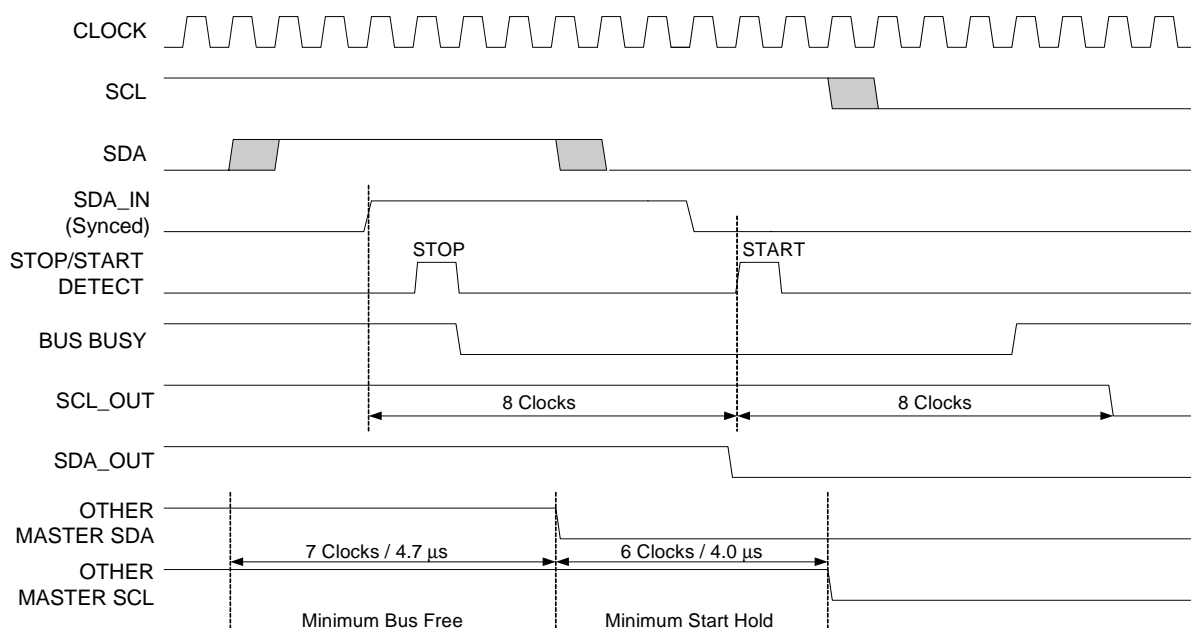 CLOCK
SCL
SDA
SDA_IN
(Synced)
STOP/START
DETECT
STOP
START
BUS BUSY
SCL_OUT
8 Clocks
8 Clocks
SDA_OUT
OTHER
MASTER SDA
7 Clocks / 4.7 μs
6 Clocks / 4.0 μs
OTHER
MASTER SCL
Minimum Bus Free
Minimum Start Hold